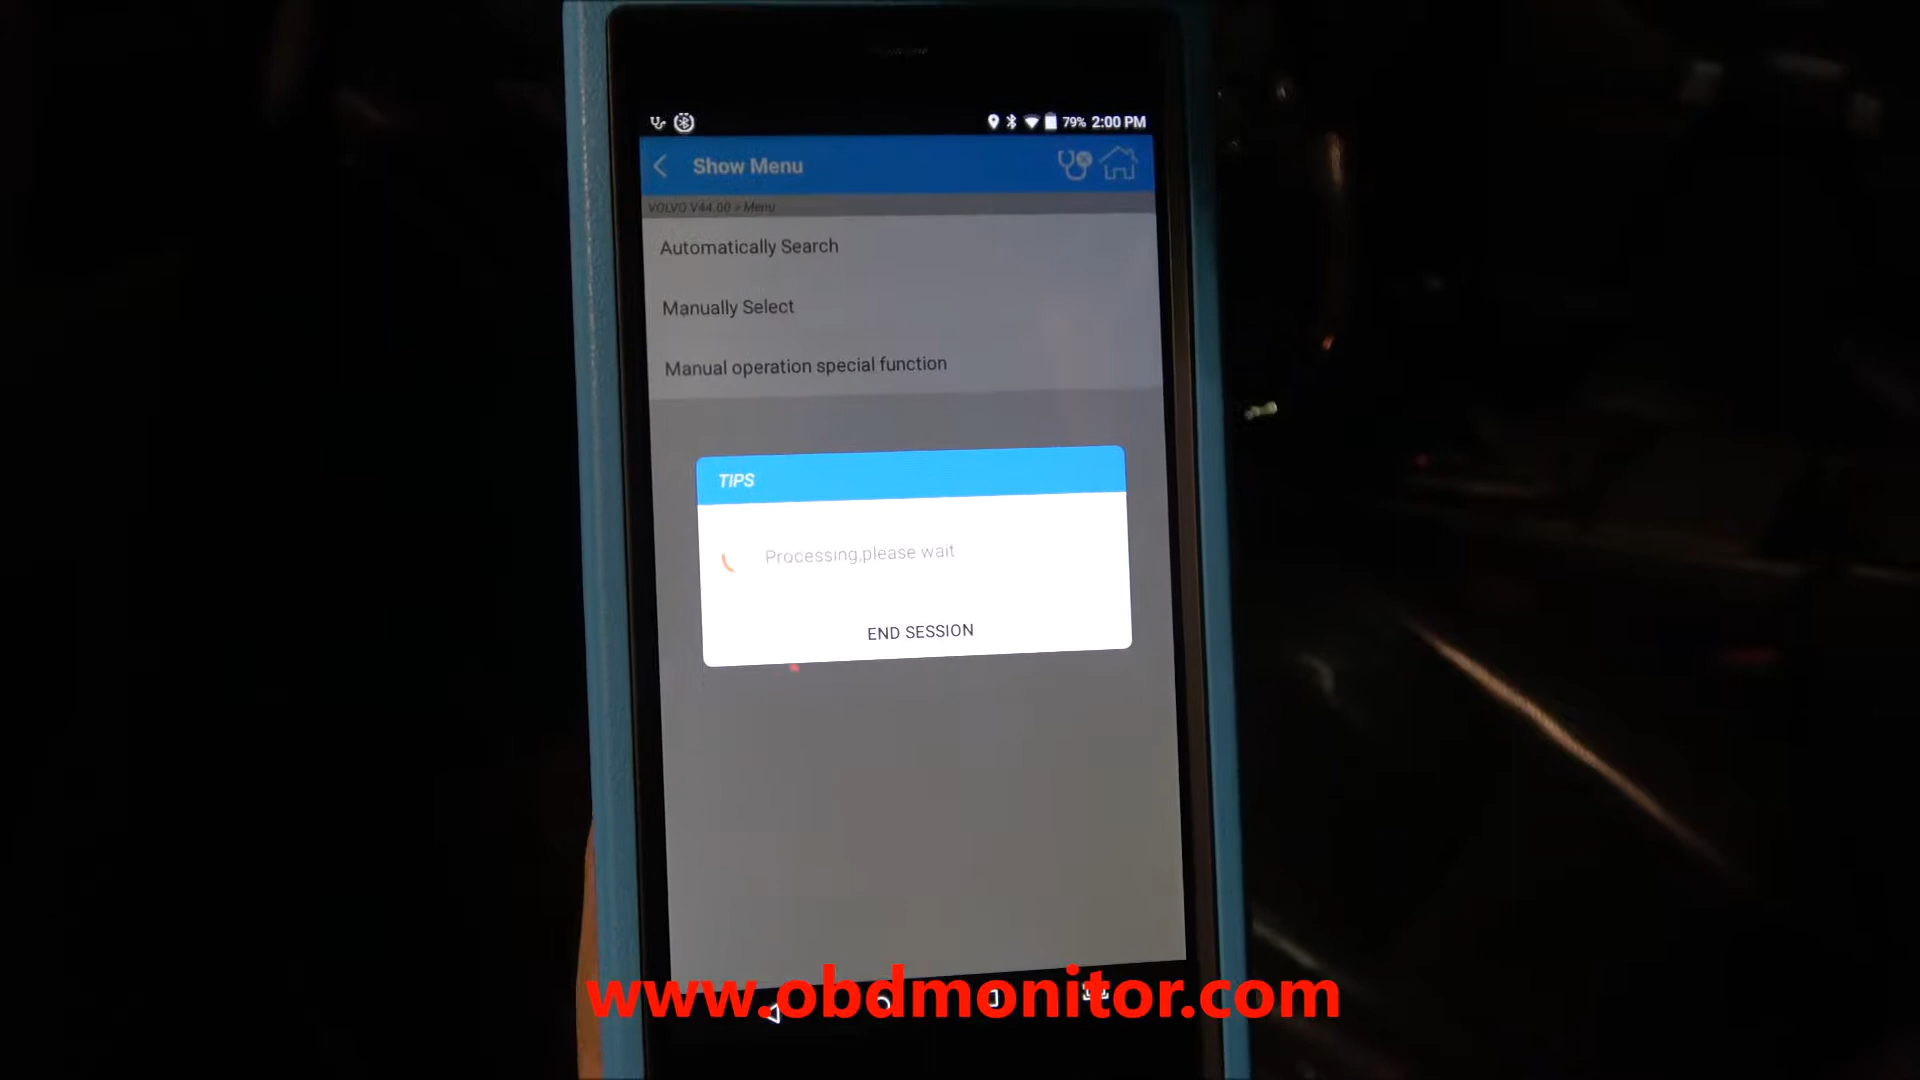 79% 2:00 PM
Show Menu
VOLVO V44.00 > Menu
Automatically Search
Manually Select
Manual operation special function
TIPS
Processing,please wait
END SESSION
www.obdmonitor.com